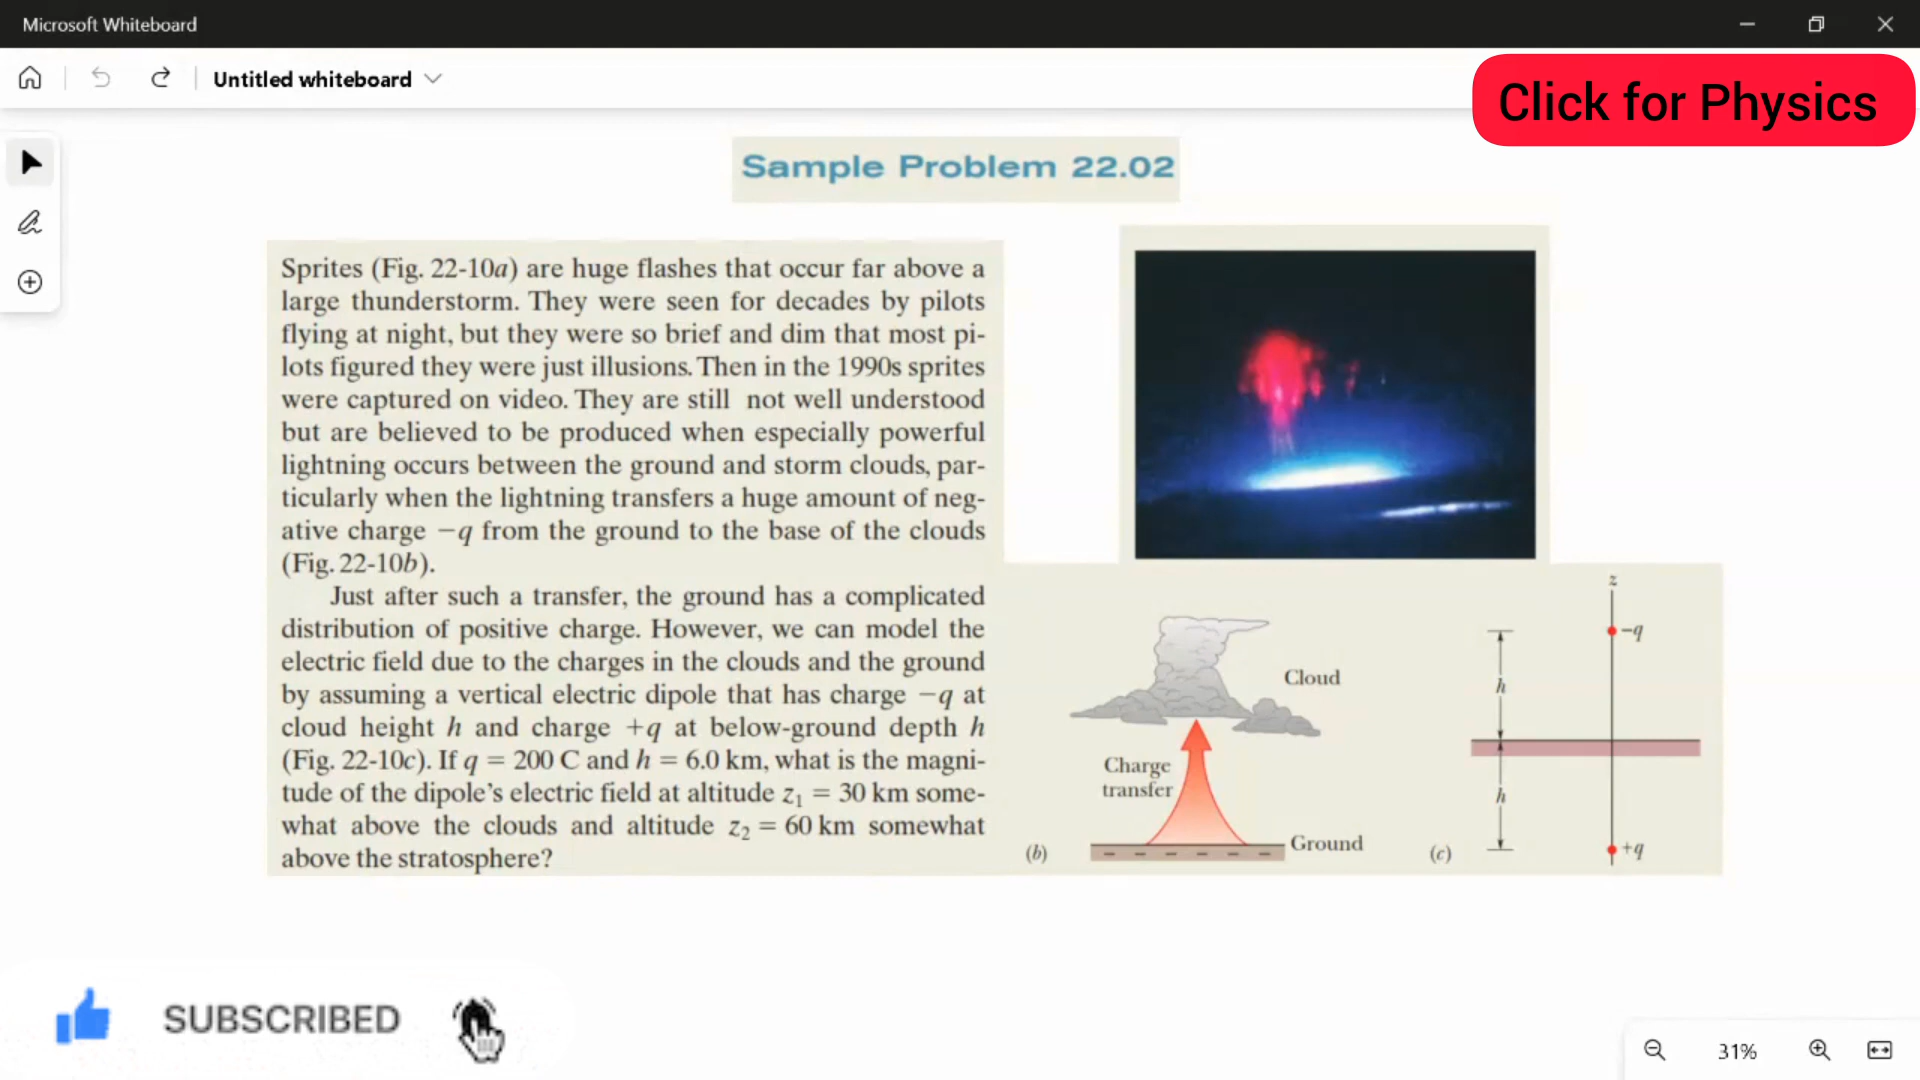 Microsoft Whiteboard
Untitled whiteboard
Click for Physics
Sample Problem 22.02
Sprites (Fig. 22-10a) are huge flashes that occur far above a
large thunderstorm. They were seen for decades by pilots
flying at night, but they were so brief and dim that most pi-
lots figured they were just illusions. Then in the 1990s sprites
were captured on video. They are still not well understood
but are believed to be produced when especially powerful
lightning occurs between the ground and storm clouds, par-
ticularly when the lightning transfers a huge amount of neg-
ative charge −q from the ground to the base of the clouds
(Fig. 22-10b).
Just after such a transfer, the ground has a complicated
distribution of positive charge. However, we can model the
electric field due to the charges in the clouds and the ground
by assuming a vertical electric dipole that has charge −q at
cloud height h and charge +q at below-ground depth h
(Fig. 22-10c). If q = 200 C and h = 6.0 km, what is the magni-
tude of the dipole's electric field at altitude z₁ = 30 km some-
what above the clouds and altitude z₂ = 60 km somewhat
above the stratosphere?
Cloud
Charge
transfer
Ground
(b)
z
−q
h
h
+q
(c)
SUBSCRIBED
31%